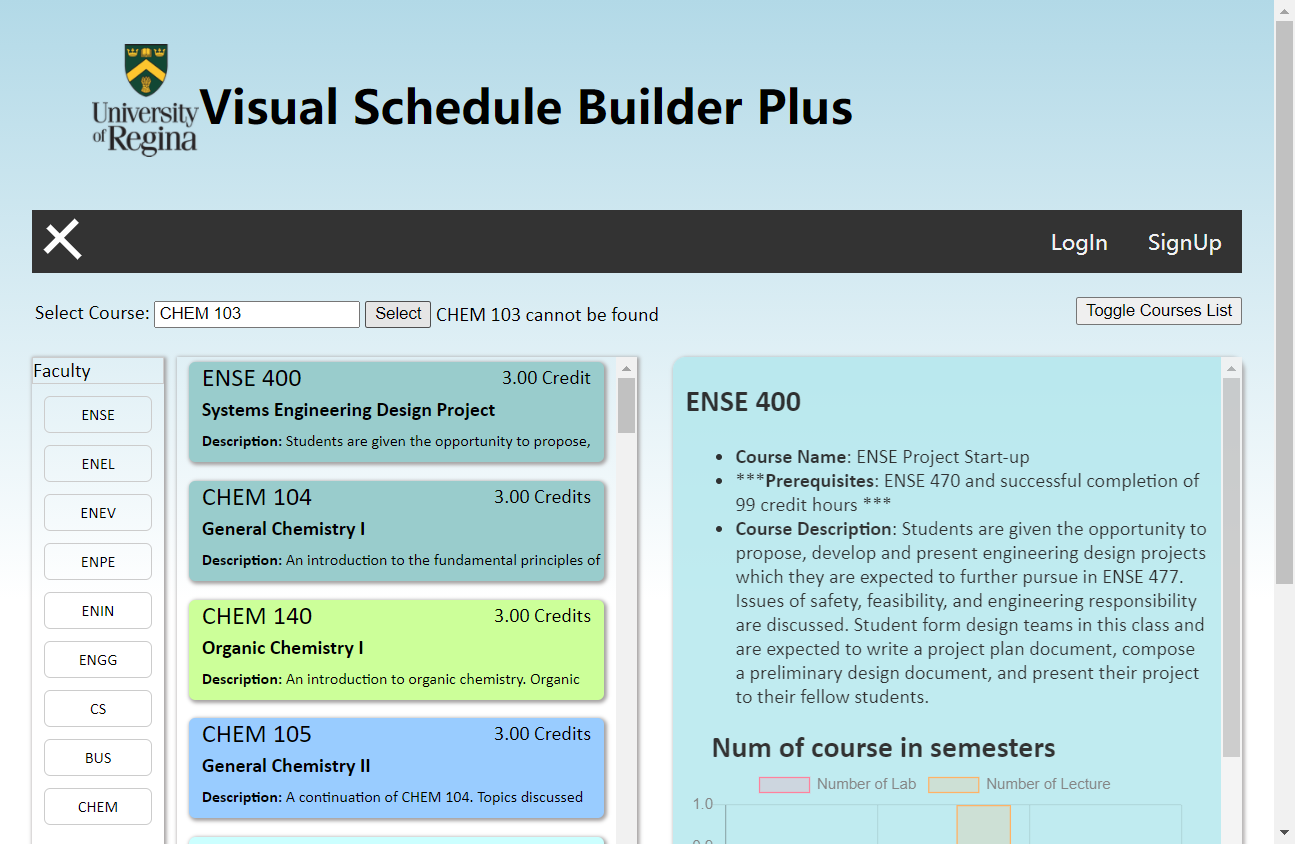 University
of Regina
Visual Schedule Builder Plus
LogIn
SignUp
Select Course: CHEM 103 Select CHEM 103 cannot be found
Toggle Courses List
Faculty
ENSE
ENEL
ENEV
ENPE
ENIN
ENGG
CS
BUS
CHEM
ENSE 400 3.00 Credit
Systems Engineering Design Project
Description: Students are given the opportunity to propose,
CHEM 104 3.00 Credits
General Chemistry I
Description: An introduction to the fundamental principles of
CHEM 140 3.00 Credits
Organic Chemistry I
Description: An introduction to organic chemistry. Organic
CHEM 105 3.00 Credits
General Chemistry II
Description: A continuation of CHEM 104. Topics discussed
ENSE 400
• Course Name: ENSE Project Start-up
• ***Prerequisites: ENSE 470 and successful completion of
99 credit hours ***
• Course Description: Students are given the opportunity to
propose, develop and present engineering design projects
which they are expected to further pursue in ENSE 477.
Issues of safety, feasibility, and engineering responsibility
are discussed. Student form design teams in this class and
are expected to write a project plan document, compose
a preliminary design document, and present their project
to their fellow students.
Num of course in semesters
Number of Lab Number of Lecture
1.0